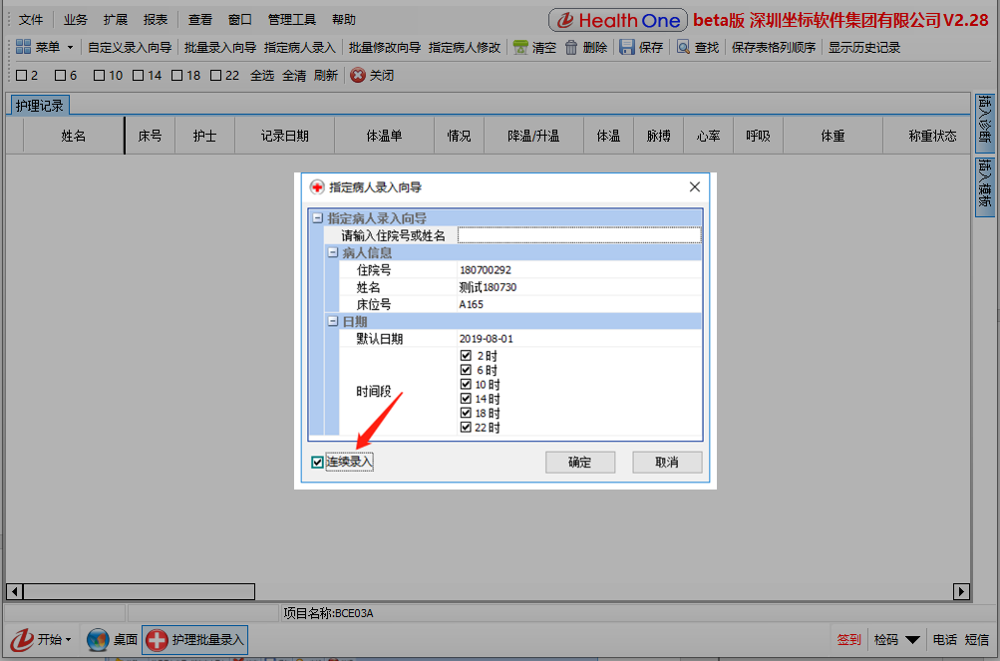 文件 业务 扩展 报表 查看 窗口 管理工具 帮助 Health One beta版 深圳坐标软件集团有限公司 V2.28
菜单 自定义录入向导 批量录入向导 指定病人录入 批量修改向导 指定病人修改 清空 删除 保存 查找 保存表格列顺序 显示历史记录
2 6 10 14 18 22 全选 全清 刷新 关闭
护理记录
姓名 床号 护士 记录日期 体温单 情况 降温/升温 体温 脉搏 心率 呼吸 体重 称重状态
插入诊断
插入模板
指定病人录入向导
指定病人录入向导
请输入住院号或姓名
病人信息
住院号 180700292
姓名 测试180730
床位号 A165
日期
默认日期 2019-08-01
时间段
2 时
6 时
10 时
14 时
18 时
22 时
连续录入 确定 取消
项目名称:BCE03A
开始 桌面 护理批量录入 签到 检码 电话 短信